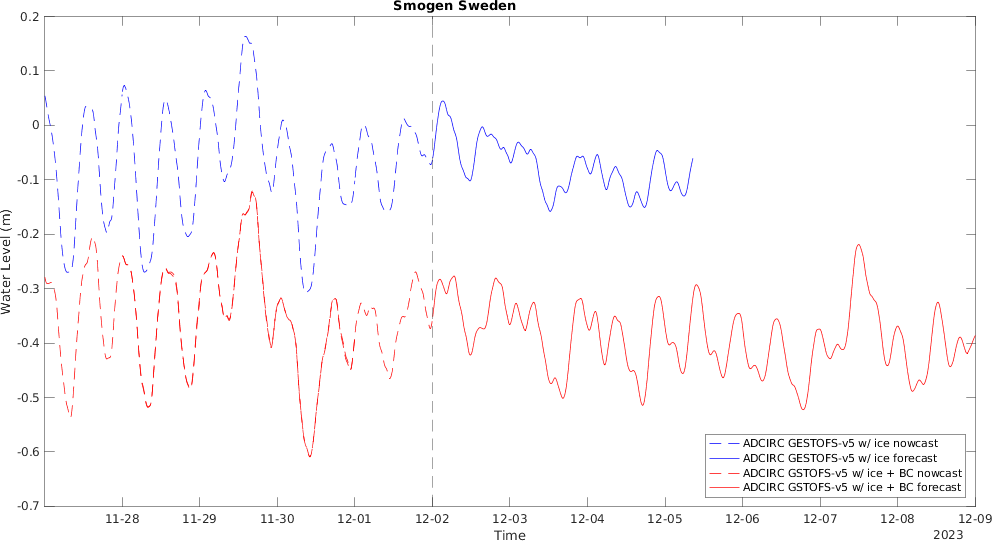 Smogen Sweden
0.2
0.1
0
-0.1
-0.2
-0.3
-0.4
-0.5
-0.6
-0.7
Water Level (m)
ADCIRC GESTOFS-v5 w/ ice nowcast
ADCIRC GESTOFS-v5 w/ ice forecast
ADCIRC GSTOFS-v5 w/ ice + BC nowcast
ADCIRC GSTOFS-v5 w/ ice + BC forecast
11-28 11-29 11-30 12-01 12-02 12-03 12-04 12-05 12-06 12-07 12-08 12-09
Time 2023